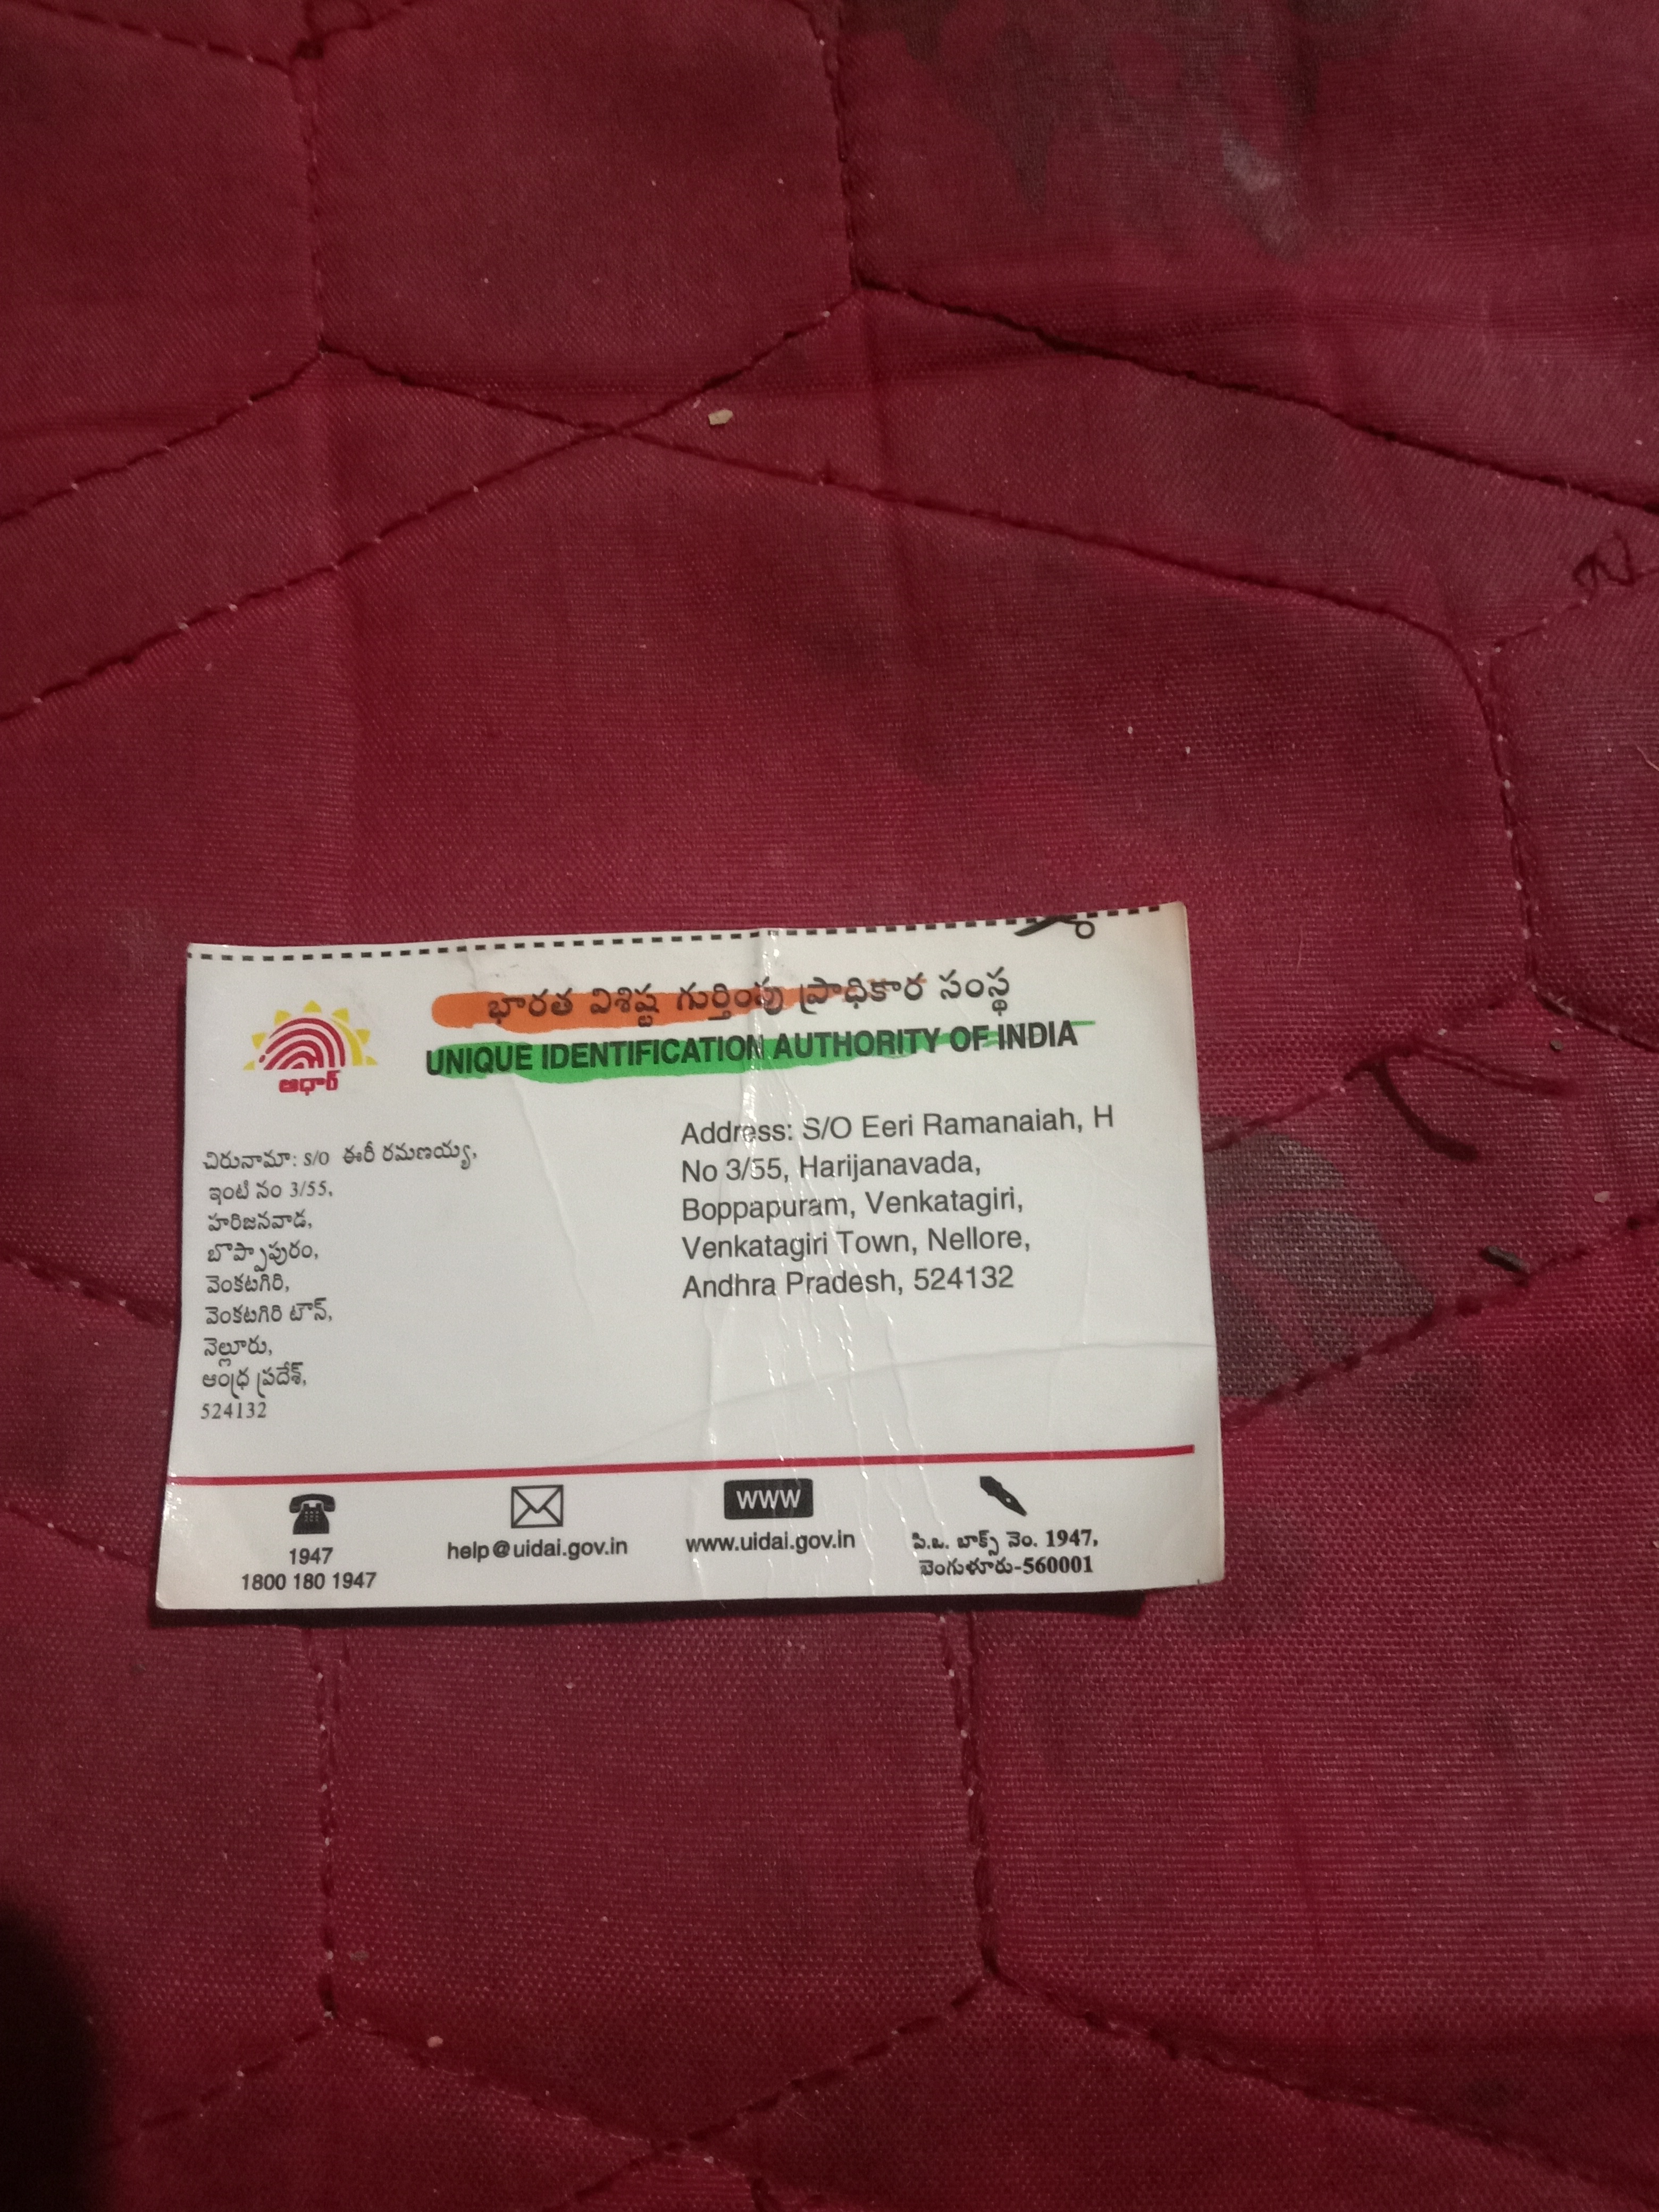 భారత విశిష్ట గుర్తింపు ప్రాధికార సంస్థ
UNIQUE IDENTIFICATION AUTHORITY OF INDIA
ఆధార్
చిరునామా: S/O ఈరీ రమణయ్య,
ఇంటి నం 3/55,
హరిజనవాడ,
బొప్పాపురం,
వెంకటగిరి,
వెంకటగిరి టౌన్,
నెల్లూరు,
ఆంధ్ర ప్రదేశ్,
524132
Address: S/O Eeri Ramanaiah, H
No 3/55, Harijanavada,
Boppapuram, Venkatagiri,
Venkatagiri Town, Nellore,
Andhra Pradesh, 524132
1947
1800 180 1947
help@uidai.gov.in
WWW
www.uidai.gov.in
పి.ఒ. బాక్స్ నెం. 1947,
బెంగుళూరు-560001